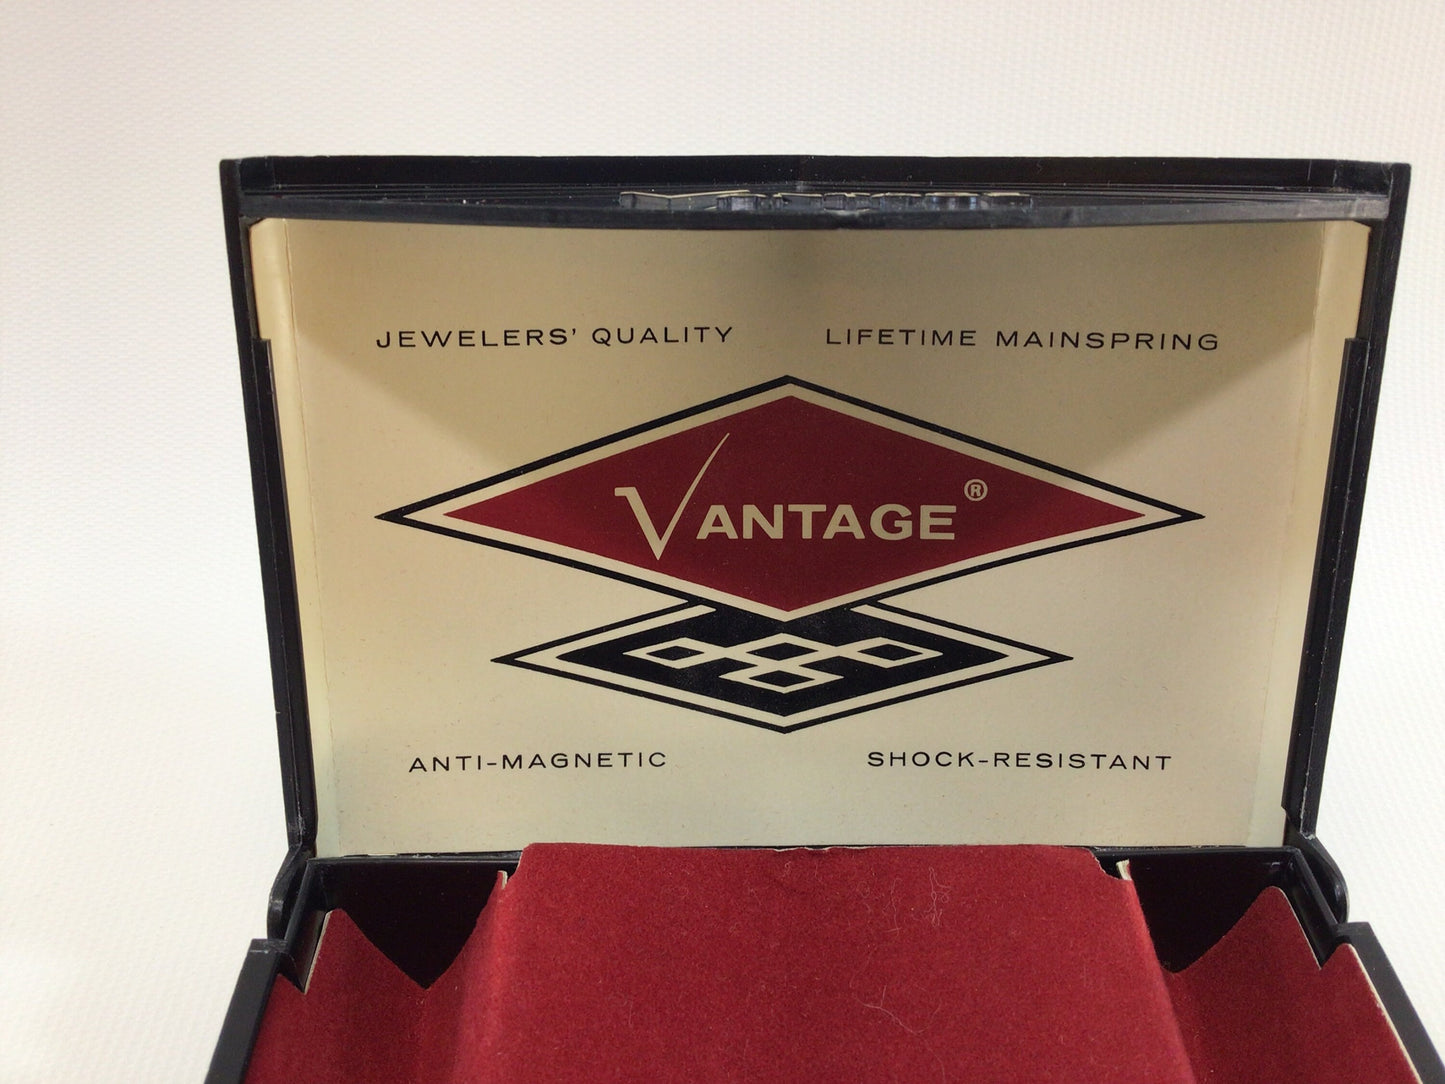 JEWELERS' QUALITY
LIFETIME MAINSPRING
VANTAGE®
ANTI-MAGNETIC
SHOCK-RESISTANT